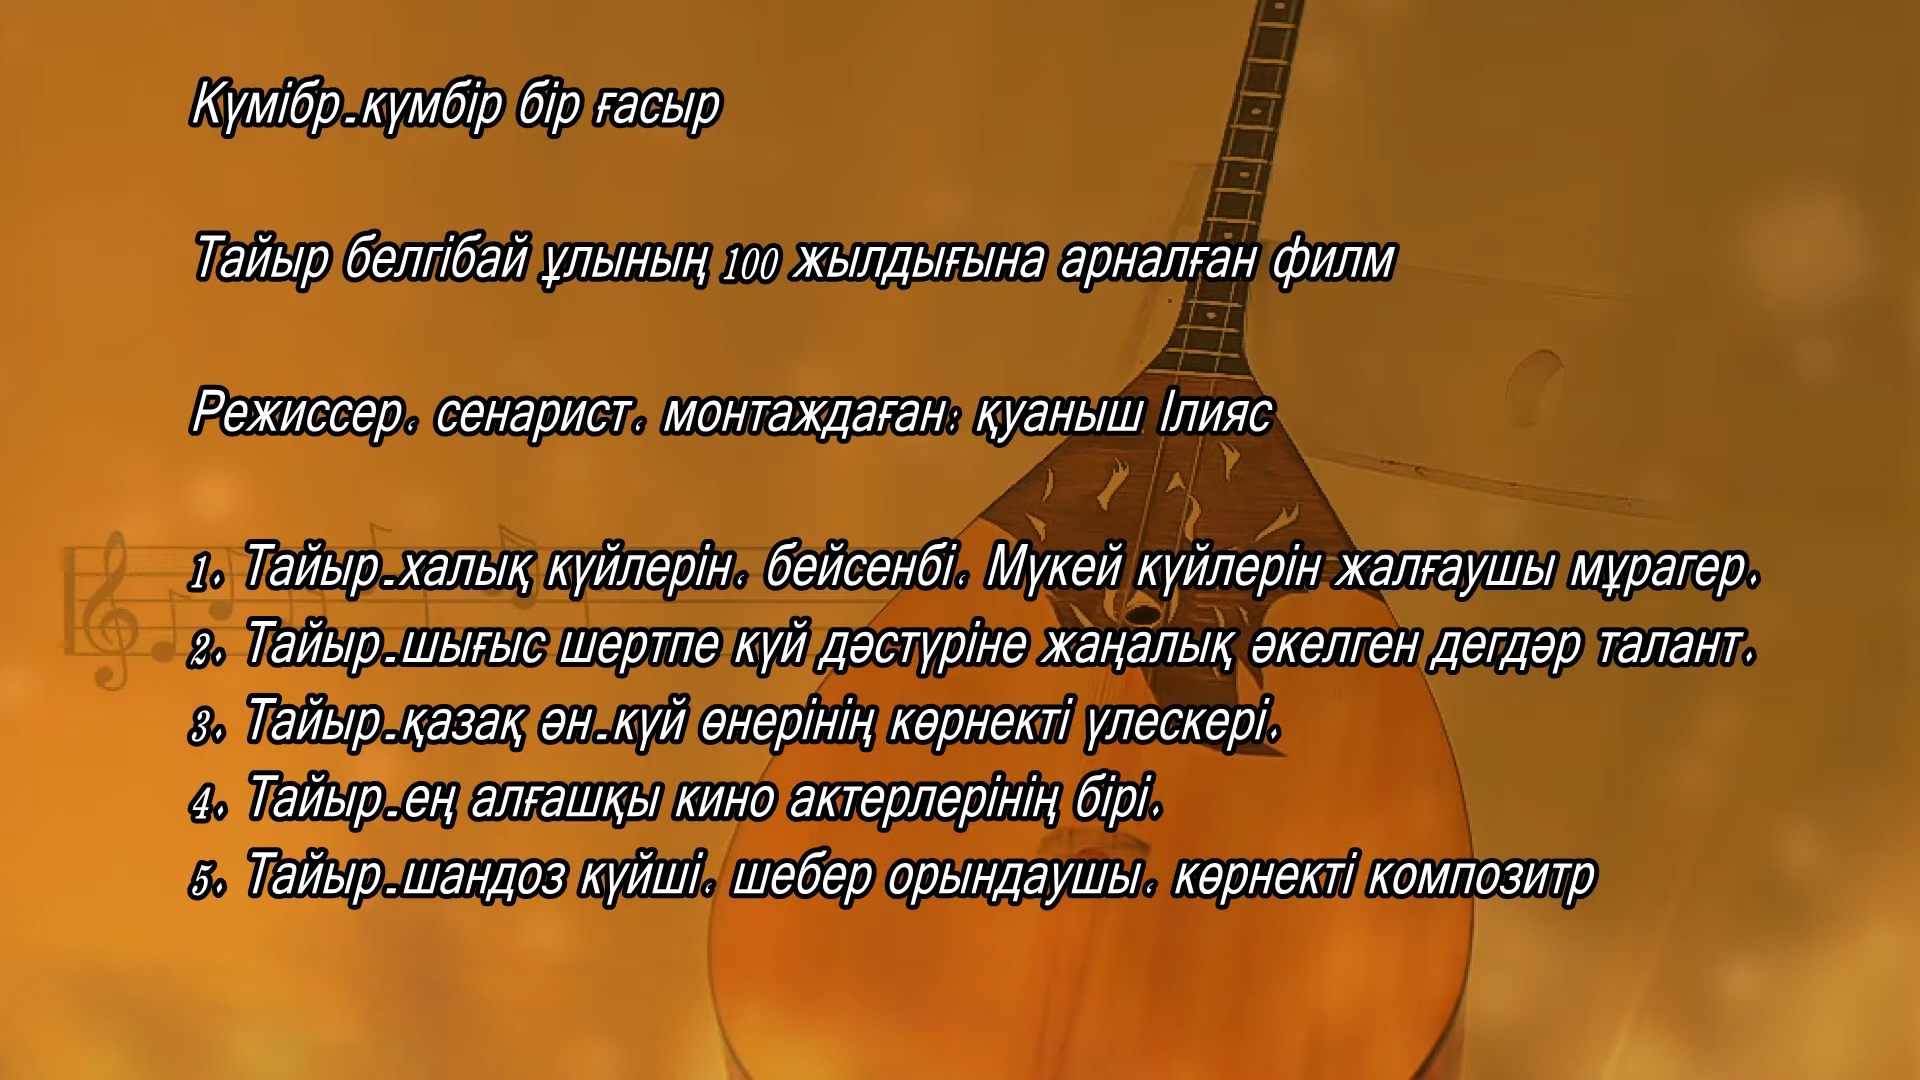 Күмібр-күмбір бір ғасыр
Тайыр белгібай ұлының 100 жылдығына арналған филм
Режиссер، сенарист، монтаждаған: қуаныш Ілияс
1. Тайыр-халық күйлерін، бейсенбі، Мүкей күйлерін жалғаушы мұрагер.
2. Тайыр-шығыс шертпе күй дәстүріне жаңалық әкелген дегдәр талант.
3. Тайыр-қазақ ән-күй өнерінің көрнекті үлескері.
4. Тайыр-ең алғашқы кино актерлерінің бірі.
5. Тайыр-шандоз күйші، шебер орындаушы، көрнекті композитр